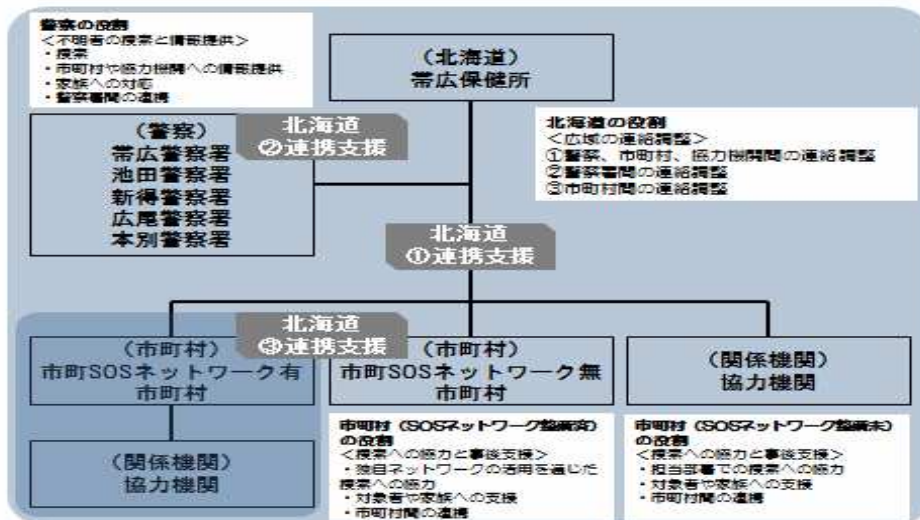 警察の役割
＜不明者の捜索と情報提供＞
・捜索
・市町村や協力機関への情報提供
・家族への対応
・警察署間の連携
（北海道）
帯広保健所
（警察）
帯広警察署
池田警察署
新得警察署
広尾警察署
本別警察署
北海道
②連携支援
北海道の役割
＜広域の連絡調整＞
①警察、市町村、協力機関間の連絡調整
②警察署間の連絡調整
③市町村間の連絡調整
北海道
①連携支援
北海道
③連携支援
（市町村）
市町SOSネットワーク有
市町村
（市町村）
市町SOSネットワーク無
市町村
（関係機関）
協力機関
（関係機関）
協力機関
市町村（SOSネットワーク整備済）
の役割
＜捜索への協力と事後支援＞
・独自ネットワークの活用を通じた
捜索への協力
・対象者や家族への支援
・市町村間の連携
市町村（SOSネットワーク整備未）
の役割
＜捜索への協力と事後支援＞
・担当部署での捜索への協力
・対象者や家族への支援
・市町村間の連携